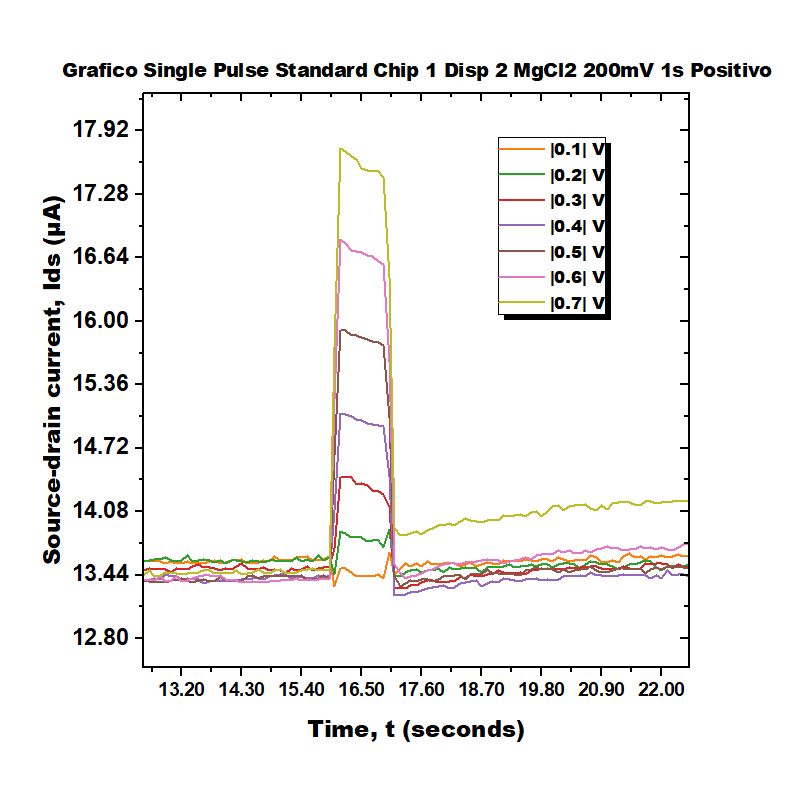 Grafico Single Pulse Standard Chip 1 Disp 2 MgCl2 200mV 1s Positivo
17.92
17.28
16.64
16.00
15.36
14.72
14.08
13.44
12.80
Source-drain current, Ids (µA)
|0.1| V
|0.2| V
|0.3| V
|0.4| V
|0.5| V
|0.6| V
|0.7| V
13.20 14.30 15.40 16.50 17.60 18.70 19.80 20.90 22.00
Time, t (seconds)